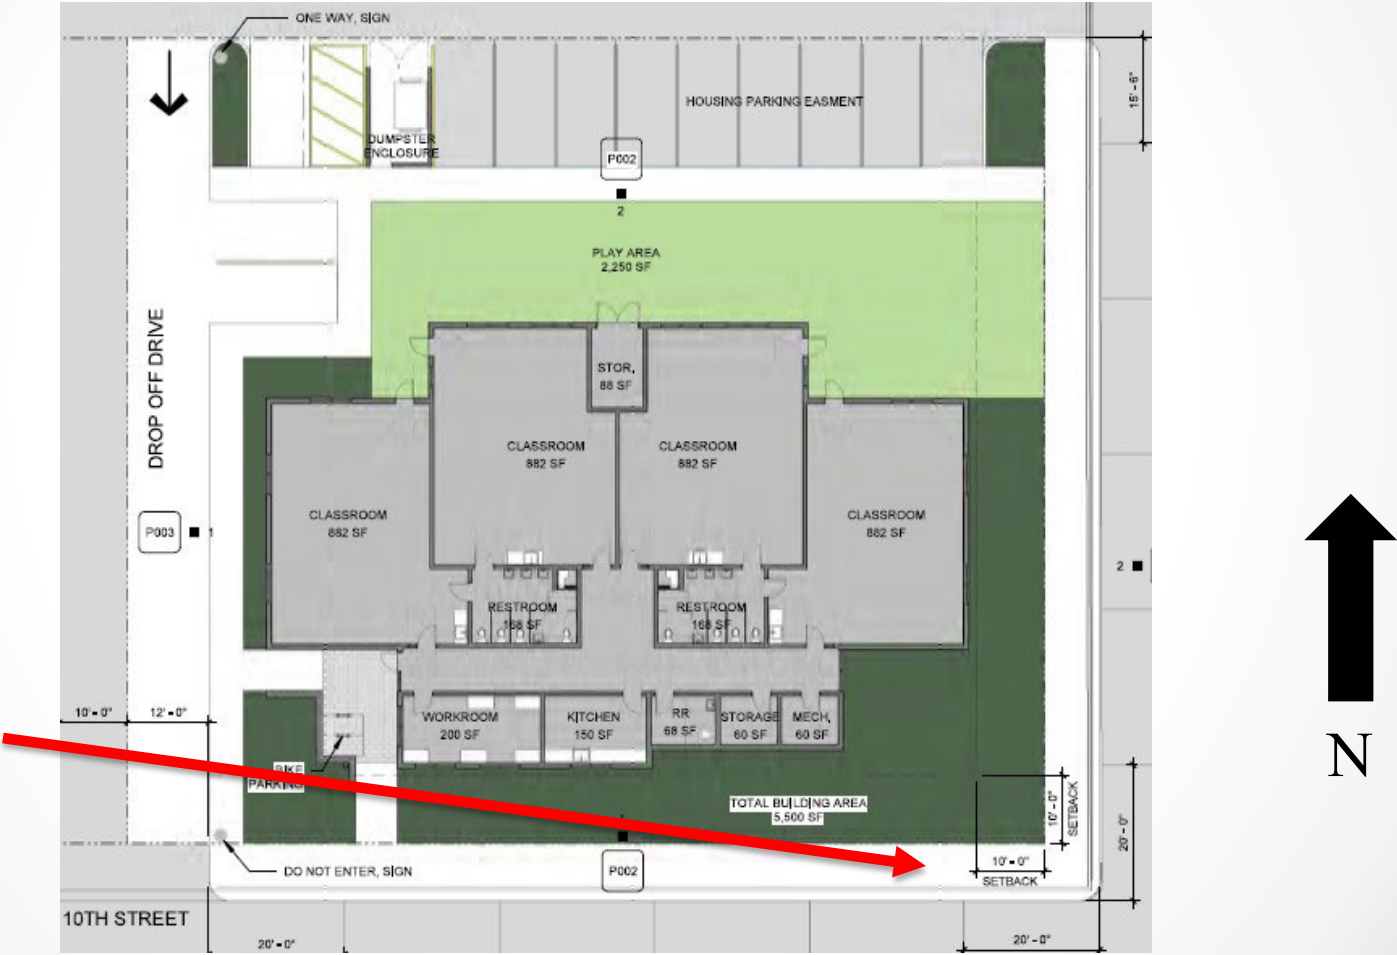 ONE WAY, SIGN
HOUSING PARKING EASMENT
15' - 6"
DUMPSTER
ENCLOSURE
P002
2
PLAY AREA
2,250 SF
DROP OFF DRIVE
STOR.
88 SF
CLASSROOM
882 SF
CLASSROOM
882 SF
CLASSROOM
882 SF
CLASSROOM
882 SF
P003
1
2
RESTROOM
168 SF
RESTROOM
168 SF
10' - 0"
12' - 0"
WORKROOM
200 SF
KITCHEN
150 SF
RR
68 SF
STORAGE
60 SF
MECH.
60 SF
N
BIKE
PARKING
TOTAL BUILDING AREA
5,500 SF
10' - 0"
SETBACK
20' - 0"
DO NOT ENTER, SIGN
P002
10' - 0"
SETBACK
10TH STREET
20' - 0"
20' - 0"